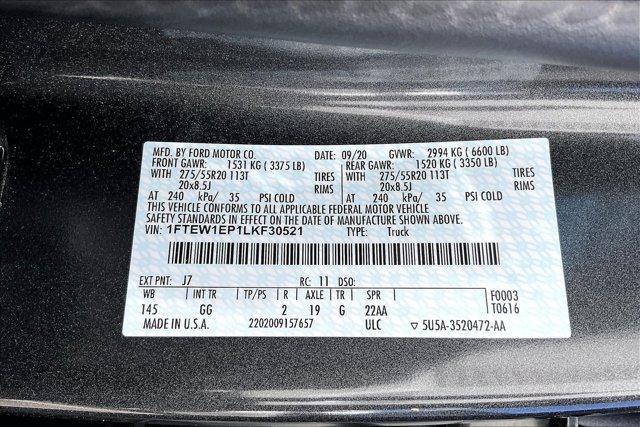 MFD. BY FORD MOTOR CO. DATE: 09/20 GVWR: 2994 KG ( 6600 LB)
FRONT GAWR: 1531 KG ( 3375 LB) REAR GAWR: 1520 KG ( 3350 LB)
WITH 275/55R20 113T TIRES WITH 275/55R20 113T TIRES
20x8.5J RIMS 20x8.5J RIMS
AT 240 kPa/ 35 PSI COLD AT 240 kPa/ 35 PSI COLD
THIS VEHICLE CONFORMS TO ALL APPLICABLE FEDERAL MOTOR VEHICLE
SAFETY STANDARDS IN EFFECT ON THE DATE OF MANUFACTURE SHOWN ABOVE.
VIN: 1FTEW1EP1LKF30521 TYPE: Truck
EXT PNT: J7 RC: 11 DSO: F0003
WB INT TR TP/PS R AXLE TR SPR T0616
145 GG 2 19 G 22AA
MADE IN U.S.A. 2202009157657 ULC ▽ 5U5A-3520472-AA